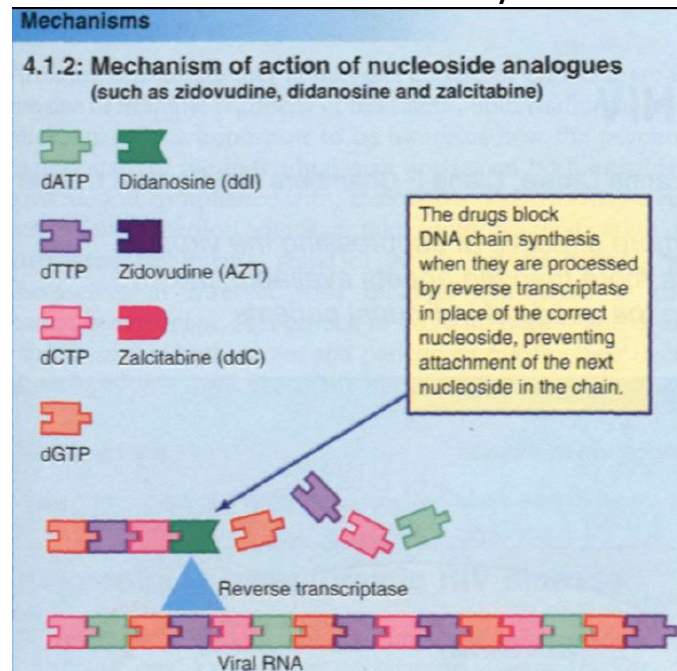 Mechanisms
4.1.2: Mechanism of action of nucleoside analogues
(such as zidovudine, didanosine and zalcitabine)
dATP Didanosine (ddI)
dTTP Zidovudine (AZT)
dCTP Zalcitabine (ddC)
dGTP
The drugs block
DNA chain synthesis
when they are processed
by reverse transcriptase
in place of the correct
nucleoside, preventing
attachment of the next
nucleoside in the chain.
Reverse transcriptase
Viral RNA